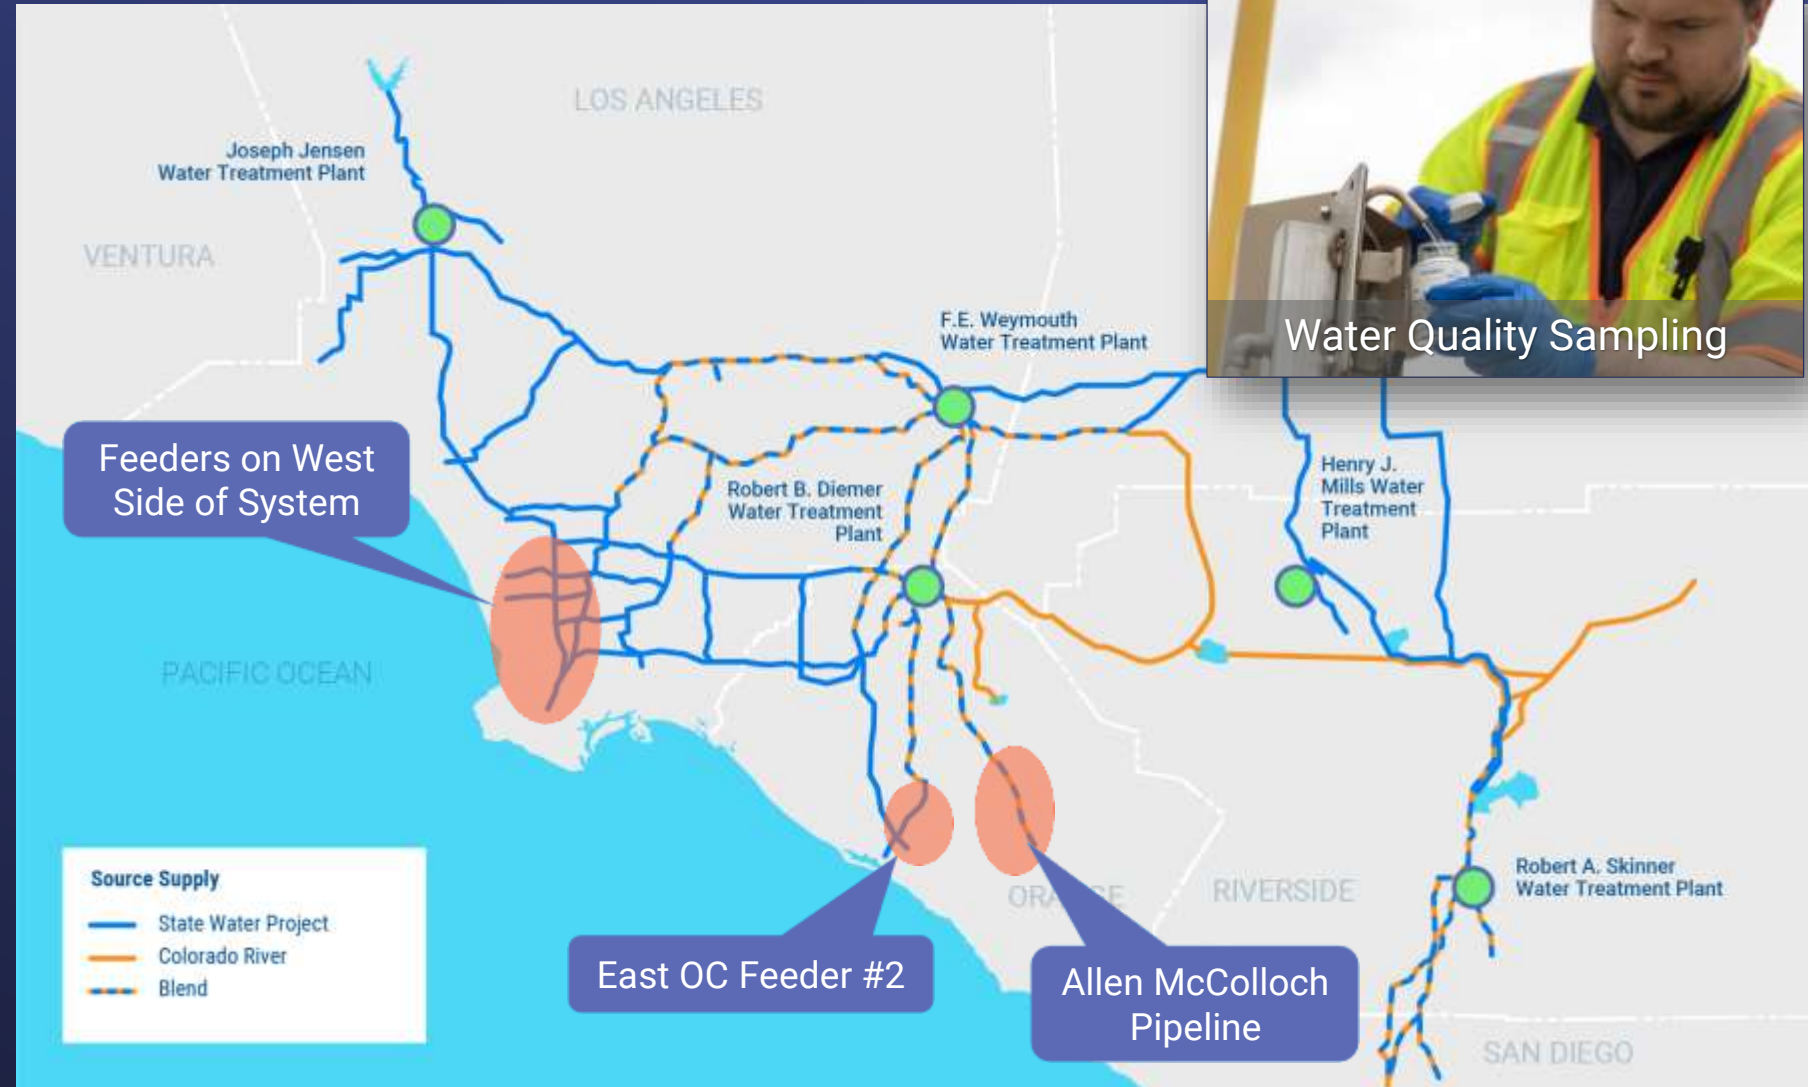 LOS ANGELES
Joseph Jensen
Water Treatment Plant
VENTURA
F.E. Weymouth
Water Treatment Plant
Water Quality Sampling
Feeders on West
Side of System
Henry J.
Mills Water
Treatment
Plant
Robert B. Diemer
Water Treatment
Plant
PACIFIC OCEAN
Source Supply
State Water Project
Colorado River
Blend
ORANGE
RIVERSIDE
Robert A. Skinner
Water Treatment Plant
East OC Feeder #2
Allen McColloch
Pipeline
SAN DIEGO